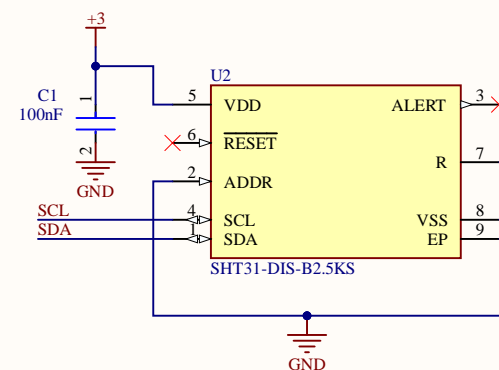 +3
U2
C1
100nF
1
2
GND
5 VDD
ALERT 3
6 RESET
R 7
2 ADDR
SCL
4 SCL
VSS 8
SDA
1 SDA
EP 9
SHT31-DIS-B2.5KS
GND